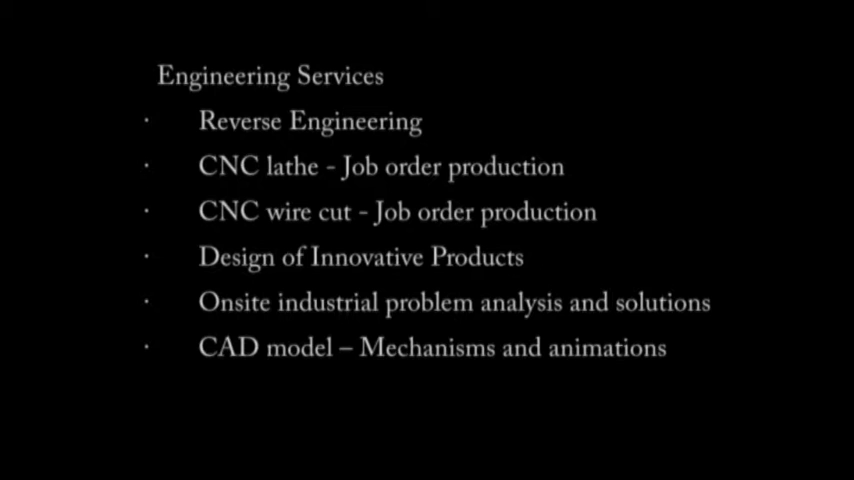 Engineering Services
· Reverse Engineering
· CNC lathe - Job order production
· CNC wire cut - Job order production
· Design of Innovative Products
· Onsite industrial problem analysis and solutions
· CAD model – Mechanisms and animations